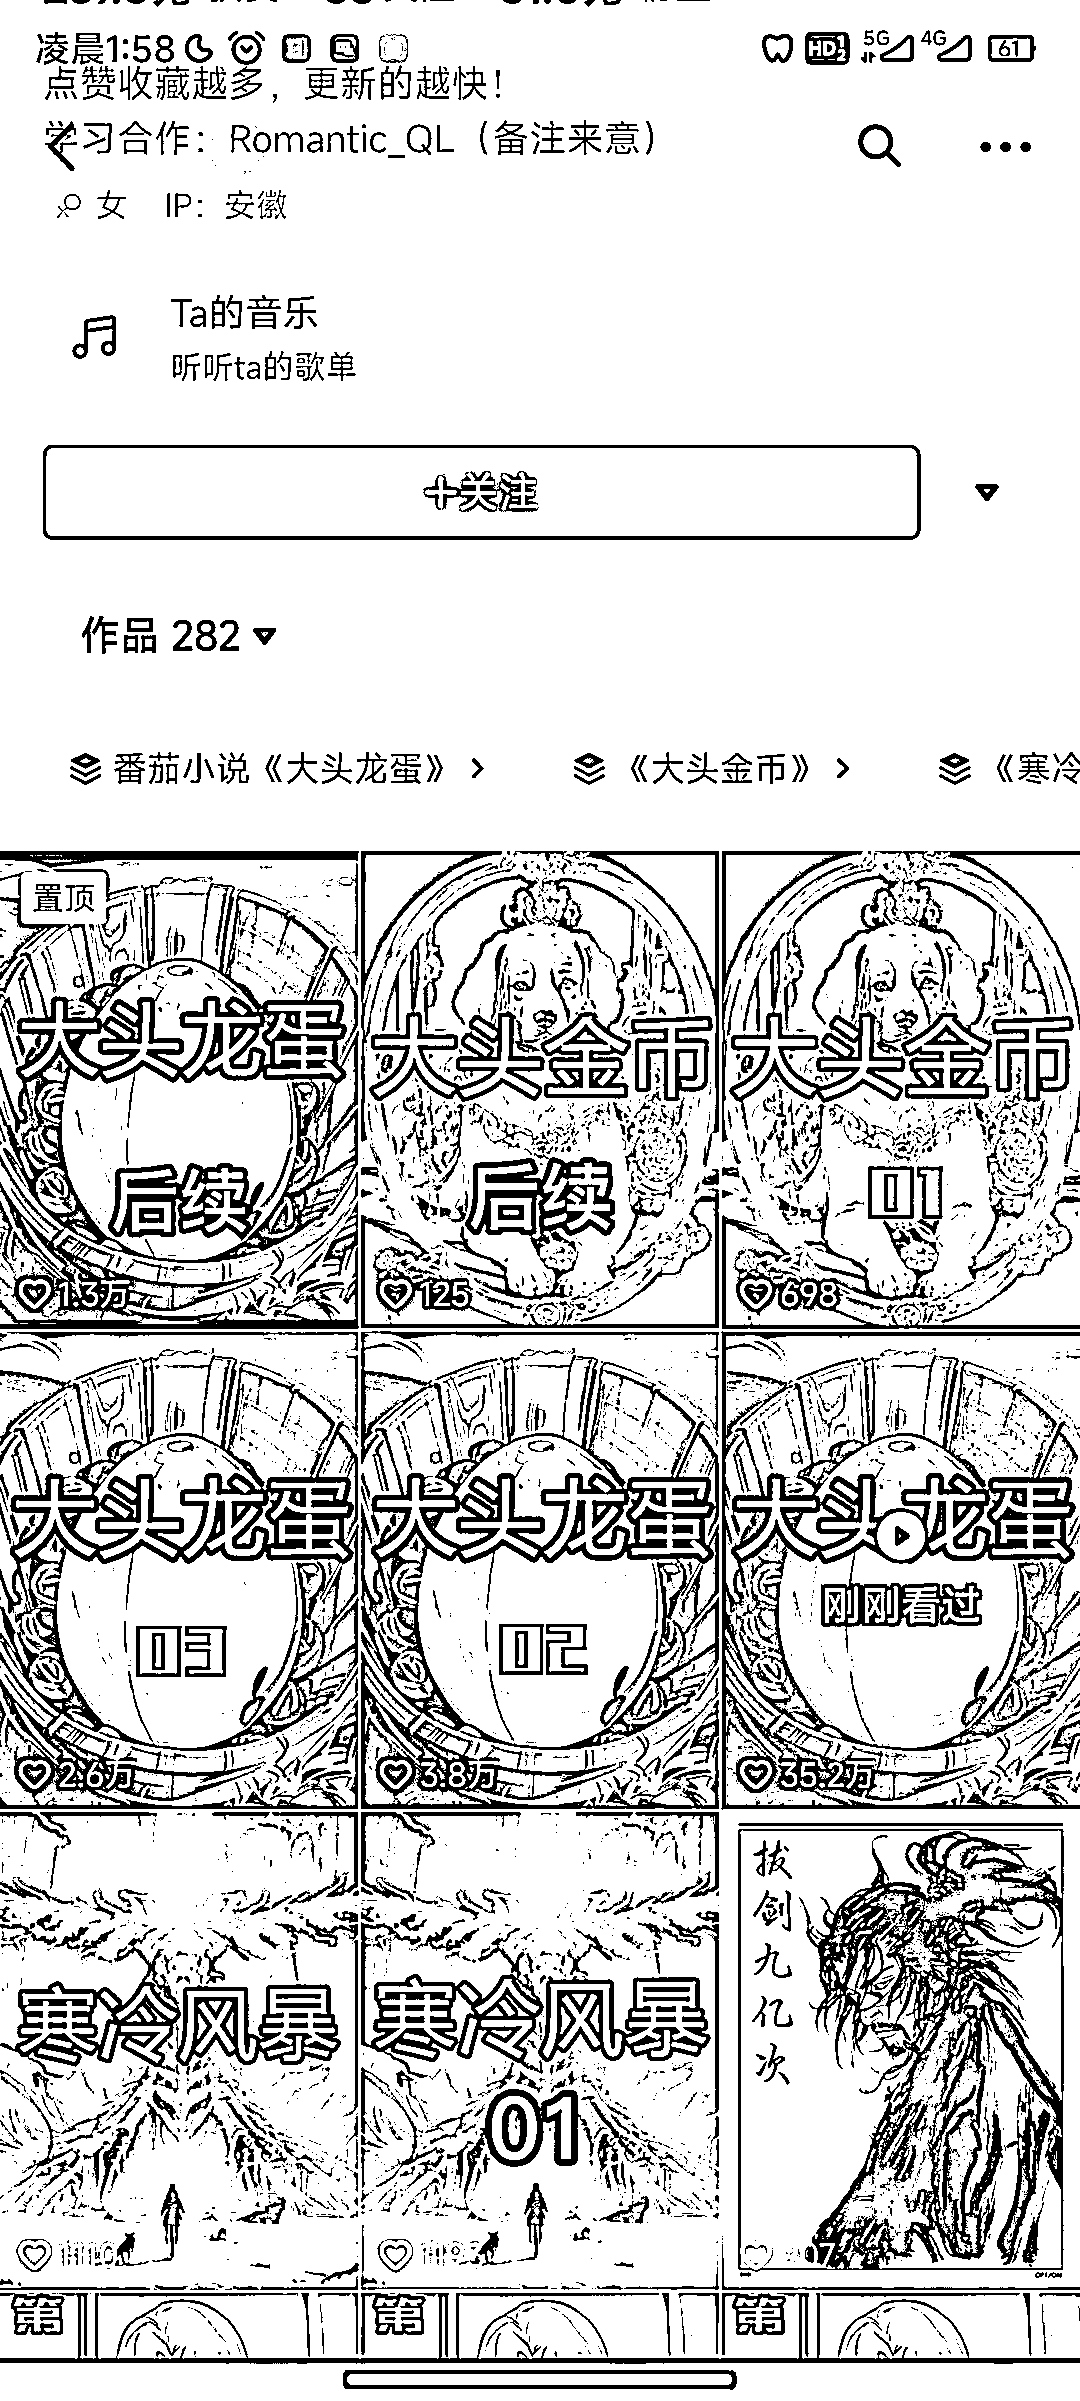 凌晨1:58
HD 5G 4G 61
点赞收藏越多，更新的越快！
学习合作：Romantic_QL（备注来意）
女 IP：安徽
Ta的音乐
听听ta的歌单
+关注
作品 282
番茄小说《大头龙蛋》 >
《大头金币》 >
《寒冷
置顶
大头龙蛋
后续
1.3万
大头金币
后续
125
大头金币
01
698
大头龙蛋
03
2.6万
大头龙蛋
02
3.8万
大头龙蛋
刚刚看过
35.2万
寒冷风暴
寒冷风暴
01
拔剑九亿次
第
第
第